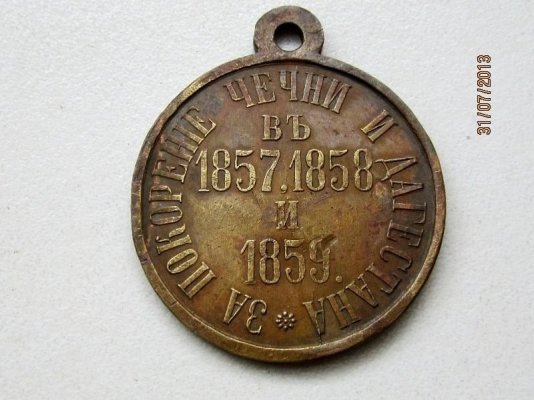 ЗА ПОКОРЕНІЕ ЧЕЧНИ И ДАГЕСТАНА
ВЪ
1857,1858
И
1859.
31/07/2013